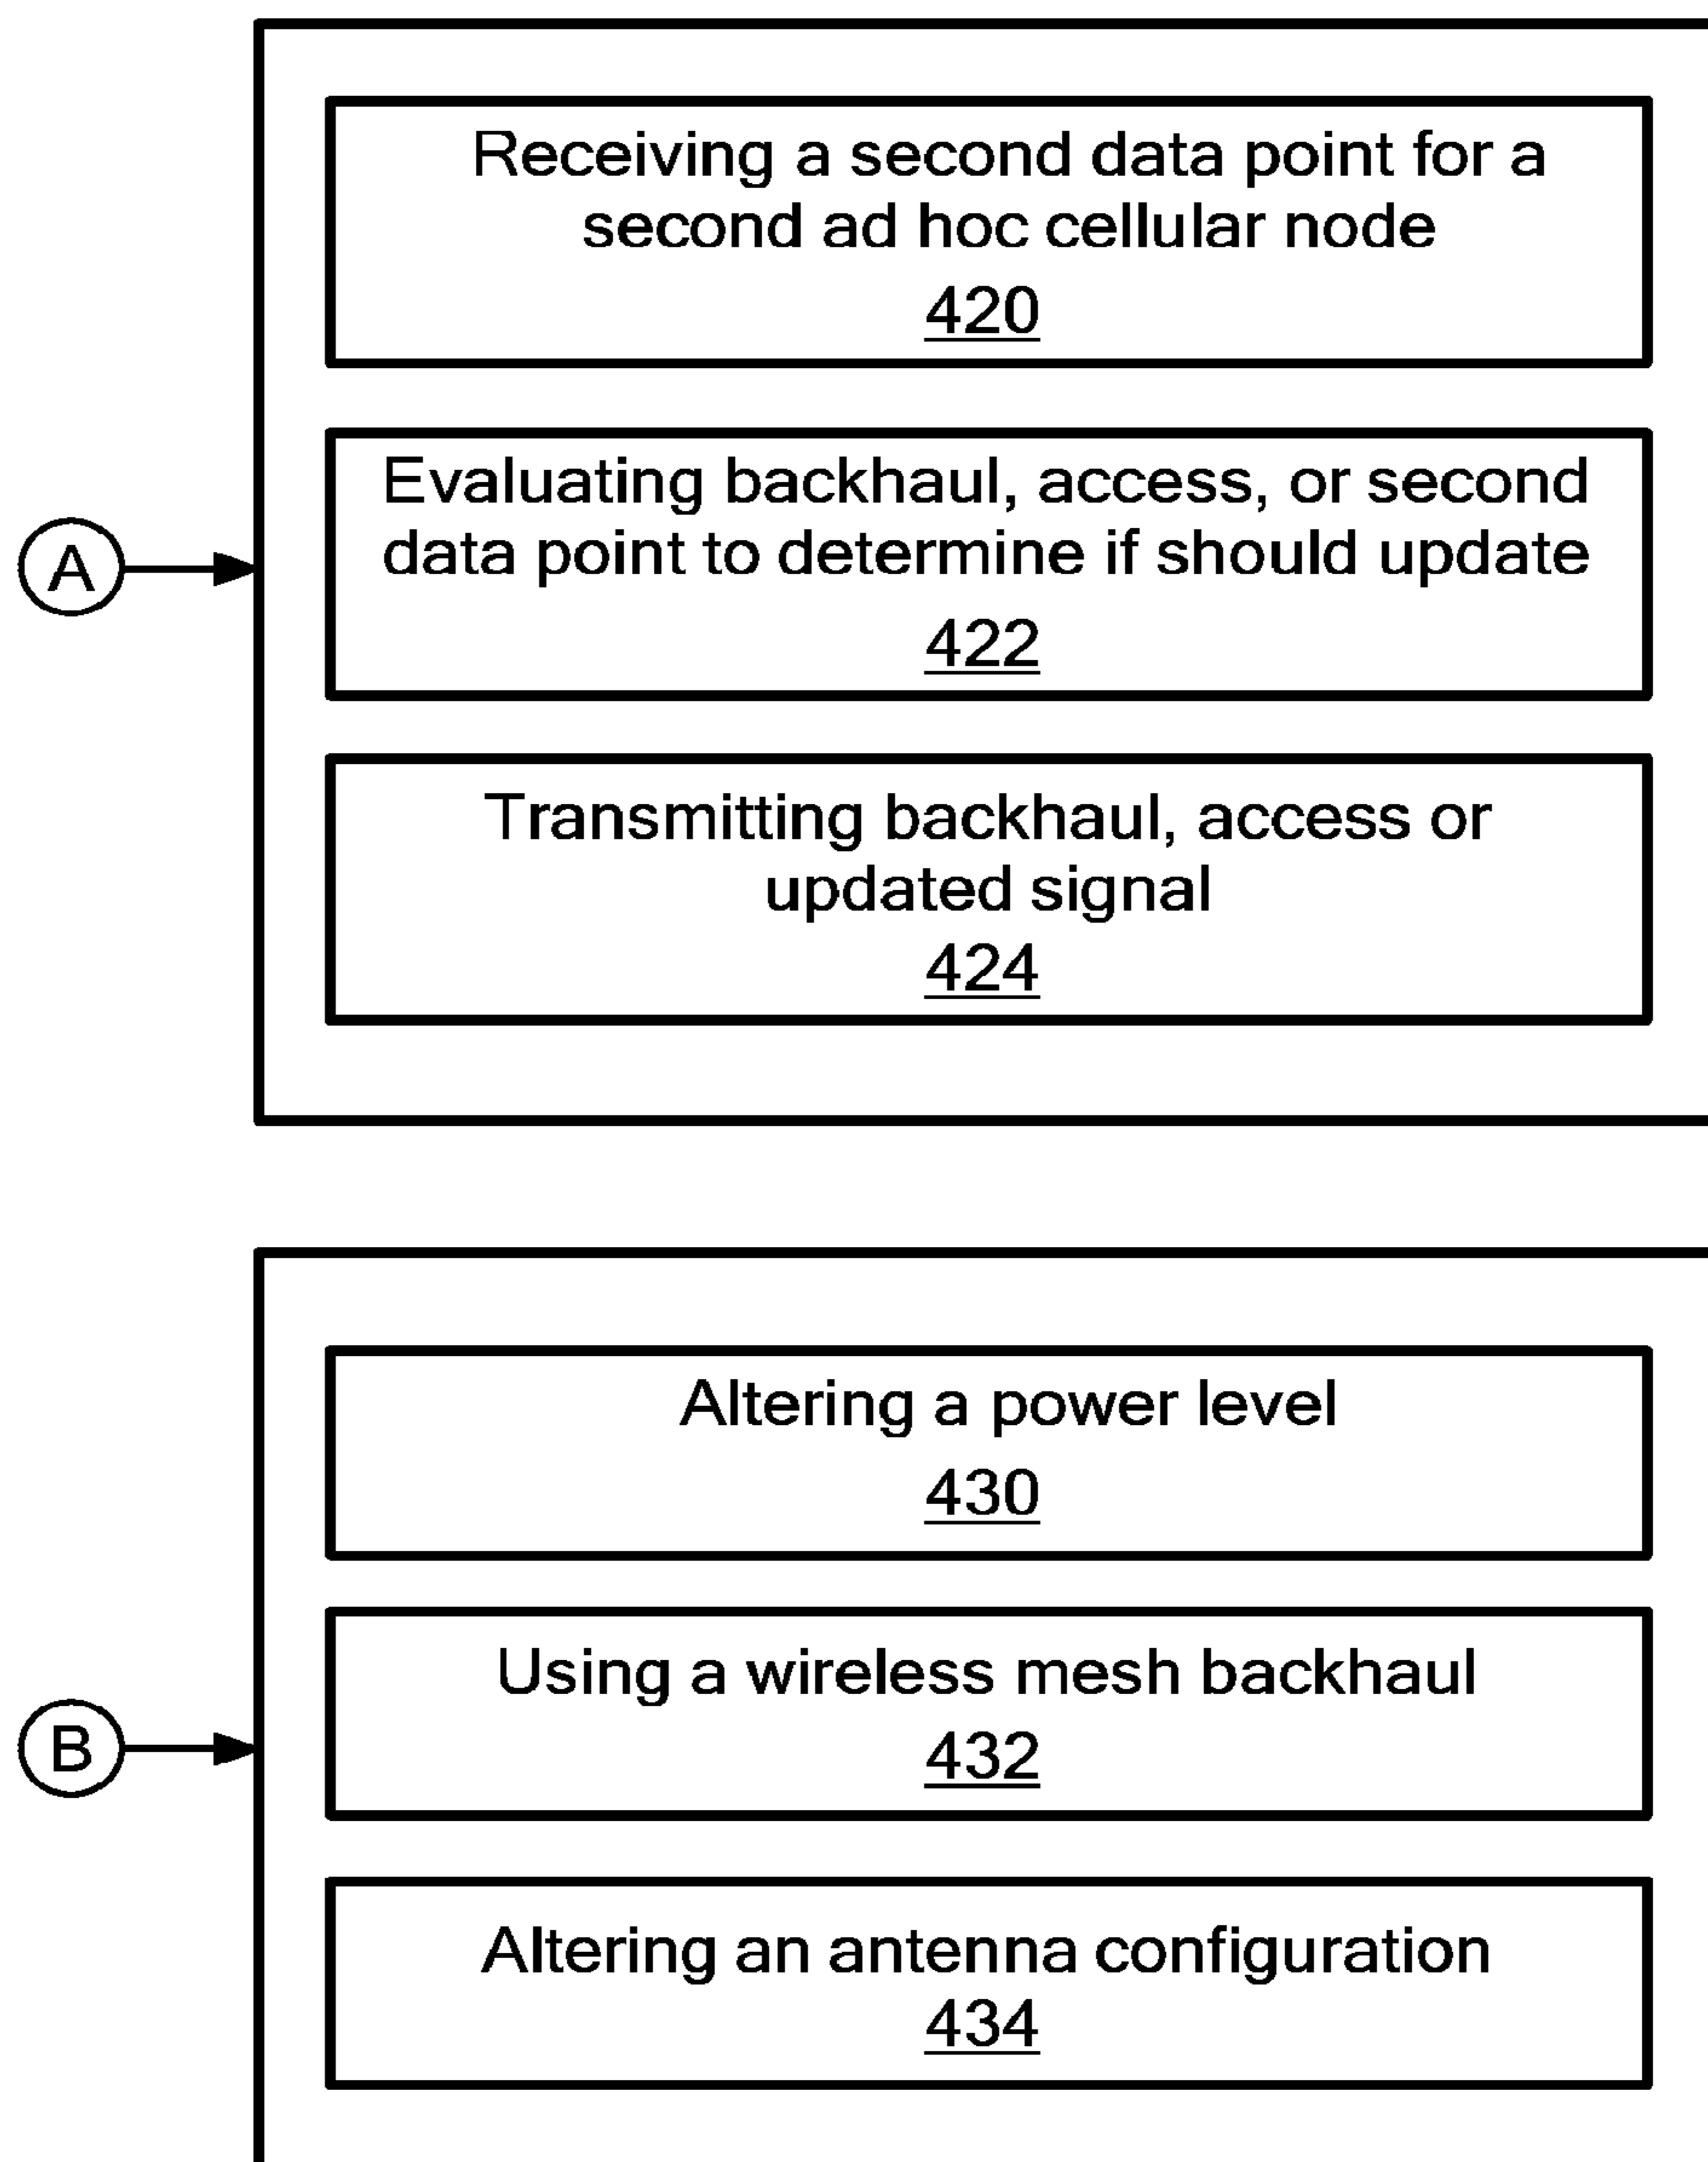 Receiving a second data point for a
second ad hoc cellular node
420
A
Evaluating backhaul, access, or second
data point to determine if should update
422
Transmitting backhaul, access or
updated signal
424
Altering a power level
430
B
Using a wireless mesh backhaul
432
Altering an antenna configuration
434